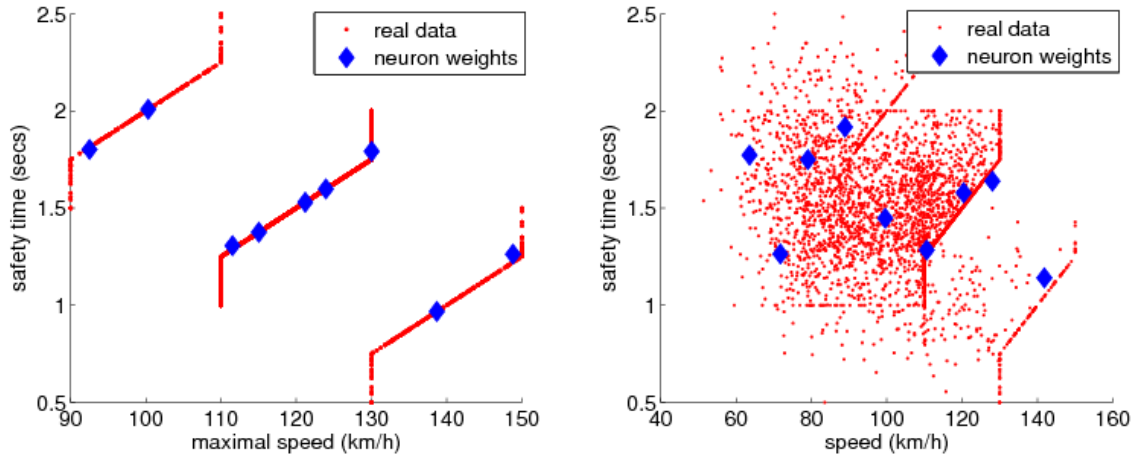 2.5
2
1.5
1
0.5
safety time (secs)
real data
neuron weights
90 100 110 120 130 140 150
maximal speed (km/h)
2.5
2
1.5
1
0.5
safety time (secs)
real data
neuron weights
40 60 80 100 120 140 160
speed (km/h)